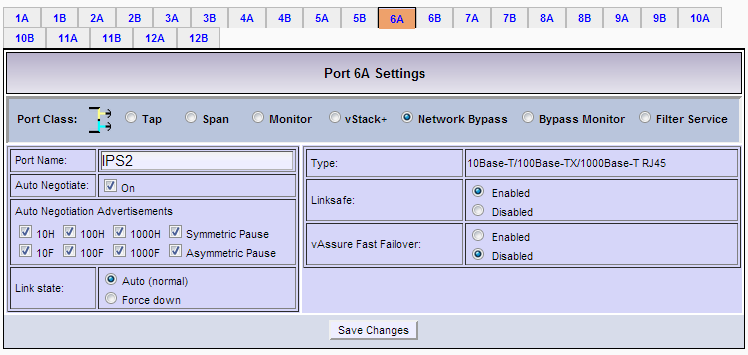 1A 1B 2A 2B 3A 3B 4A 4B 5A 5B 6A 6B 7A 7B 8A 8B 9A 9B 10A
10B 11A 11B 12A 12B
Port 6A Settings
Port Class: Tap Span Monitor vStack+ Network Bypass Bypass Monitor Filter Service
Port Name: IPS2
Auto Negotiate: On
Auto Negotiation Advertisements
10H 100H 1000H Symmetric Pause
10F 100F 1000F Asymmetric Pause
Link state: Auto (normal)
Force down
Type: 10Base-T/100Base-TX/1000Base-T RJ45
Linksafe: Enabled
Disabled
vAssure Fast Failover: Enabled
Disabled
Save Changes